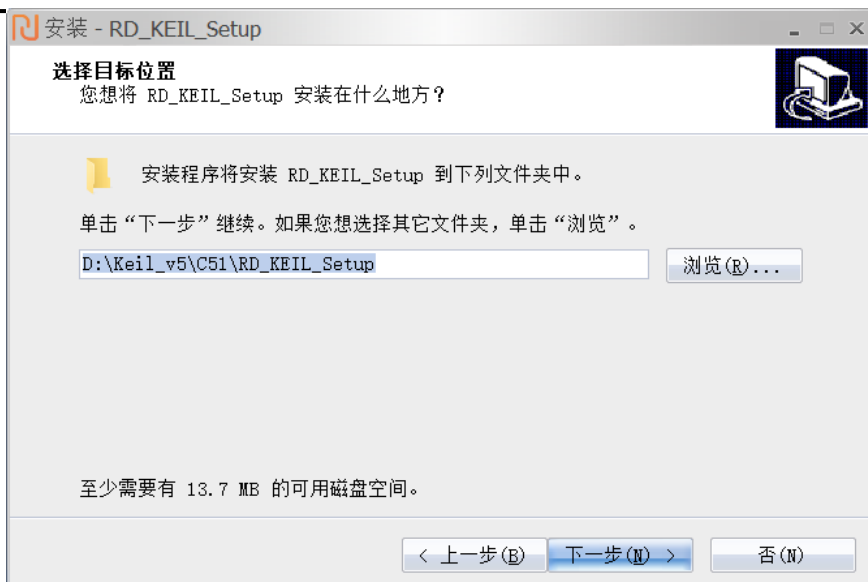 安装 - RD_KEIL_Setup
选择目标位置
您想将 RD_KEIL_Setup 安装在什么地方？
安装程序将安装 RD_KEIL_Setup 到下列文件夹中。
单击“下一步”继续。如果您想选择其它文件夹，单击“浏览”。
D:\Keil_v5\C51\RD_KEIL_Setup
浏览(R)...
至少需要有 13.7 MB 的可用磁盘空间。
< 上一步(B)
下一步(N) >
否(N)